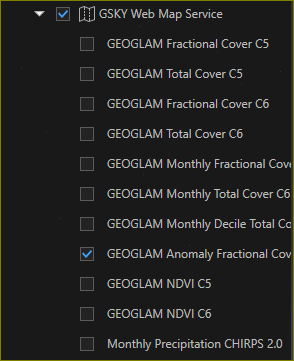 GSKY Web Map Service
GEOGLAM Fractional Cover C5
GEOGLAM Total Cover C5
GEOGLAM Fractional Cover C6
GEOGLAM Total Cover C6
GEOGLAM Monthly Fractional Cove
GEOGLAM Monthly Total Cover C6
GEOGLAM Monthly Decile Total Co
GEOGLAM Anomaly Fractional Cov
GEOGLAM NDVI C5
GEOGLAM NDVI C6
Monthly Precipitation CHIRPS 2.0